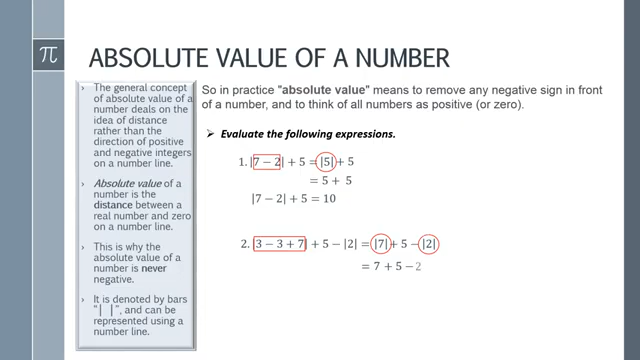 π
ABSOLUTE VALUE OF A NUMBER
› The general concept
of absolute value of a
number deals on the
idea of distance
rather than the
direction of positive
and negative integers
on a number line.
› Absolute value of a
number is the
distance between a
real number and zero
on a number line.
› This is why the
absolute value of a
number is never
negative.
› It is denoted by bars
"| |", and can be
represented using a
number line.
So in practice "absolute value" means to remove any negative sign in front
of a number, and to think of all numbers as positive (or zero).
➢ Evaluate the following expressions.
1. |7 − 2| + 5 = |5| + 5
= 5 + 5
|7 − 2| + 5 = 10
2. |3 − 3 + 7| + 5 − |2| = |7| + 5 − |2|
= 7 + 5 − 2